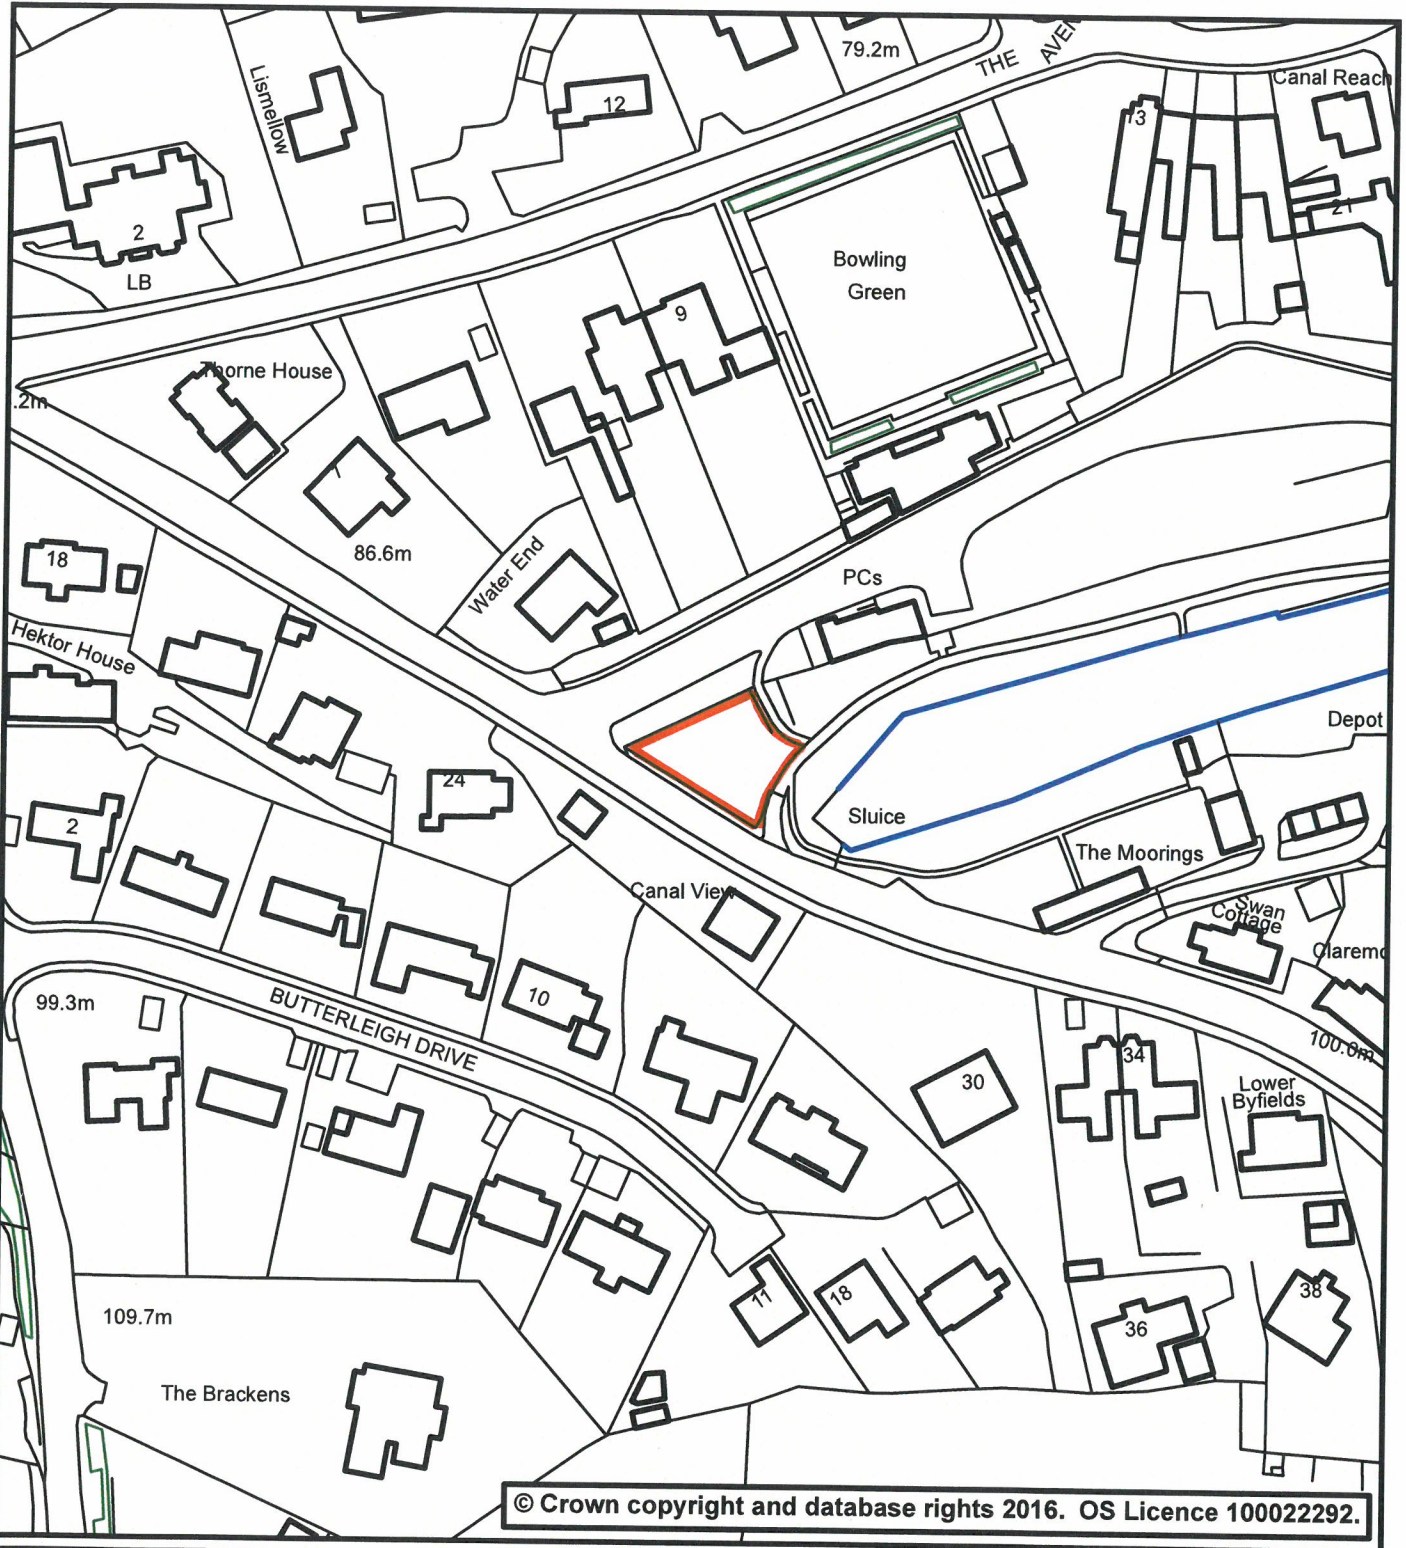 79.2m
THE
Canal Reach
Lismellow
12
13
21
2
LB
Bowling
Green
9
Thorne House
.2m
86.6m
Water End
18
PCs
Hektor House
Depot
24
Sluice
2
The Moorings
Canal View
Swan
Cottage
Claremo
99.3m
10
BUTTERLEIGH DRIVE
100.0m
34
30
Lower
Byfields
11
18
38
36
109.7m
The Brackens
© Crown copyright and database rights 2016. OS Licence 100022292.